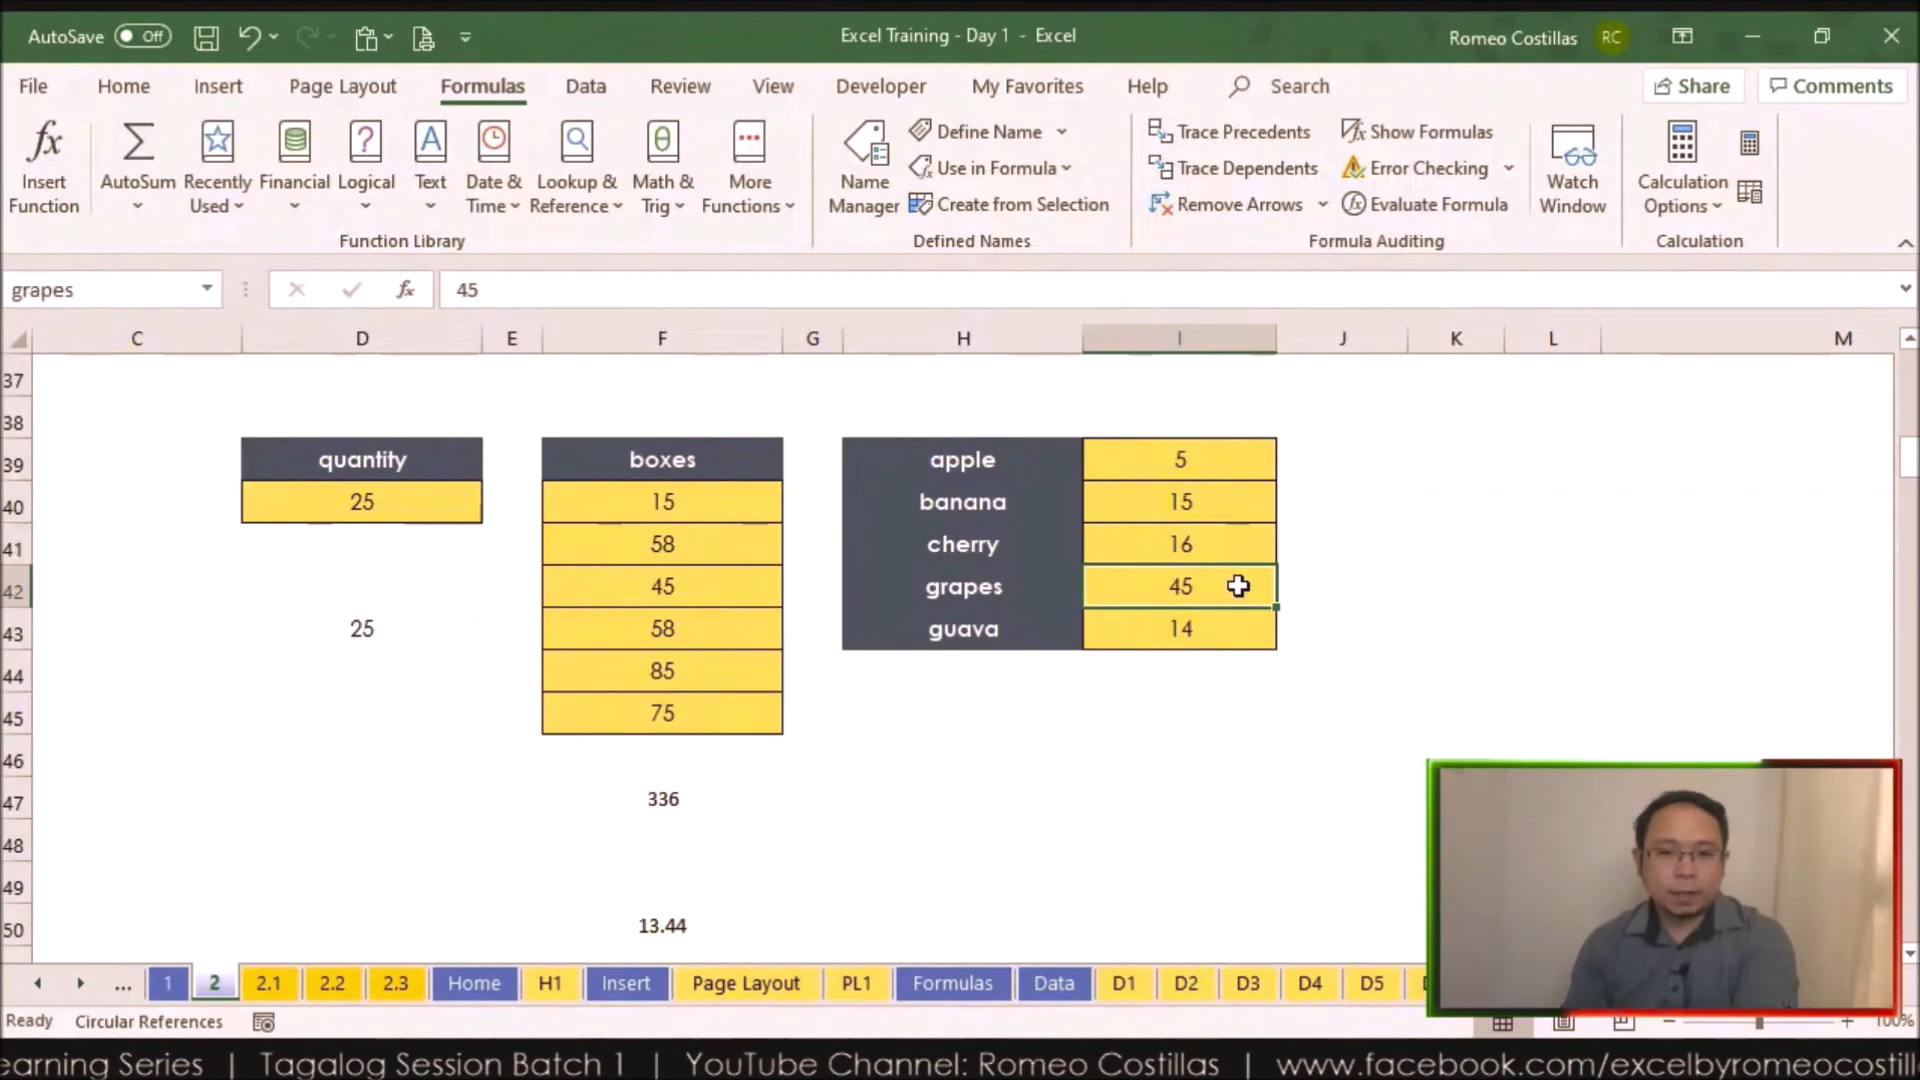 AutoSave Off
Excel Training - Day 1 - Excel
Romeo Costillas RC
File Home Insert Page Layout Formulas Data Review View Developer My Favorites Help Search Share Comments
Insert Function
AutoSum
Recently Used
Financial
Logical
Text
Date & Time
Lookup & Reference
Math & Trig
More Functions
Function Library
Name Manager
Define Name
Use in Formula
Create from Selection
Defined Names
Trace Precedents
Trace Dependents
Remove Arrows
Show Formulas
Error Checking
Evaluate Formula
Formula Auditing
Watch Window
Calculation Options
Calculation
grapes fx 45
C D E F G H I J K L M
37
38
39 quantity boxes apple 5
40 25 15 banana 15
41 58 cherry 16
42 45 grapes 45
43 25 58 guava 14
44 85
45 75
46
47 336
48
49
50 13.44
... 1 2 2.1 2.2 2.3 Home H1 Insert Page Layout PL1 Formulas Data D1 D2 D3 D4 D5
Ready Circular References 100%
earning Series | Tagalog Session Batch 1 | YouTube Channel: Romeo Costillas | www.facebook.com/excelbyromeocostill